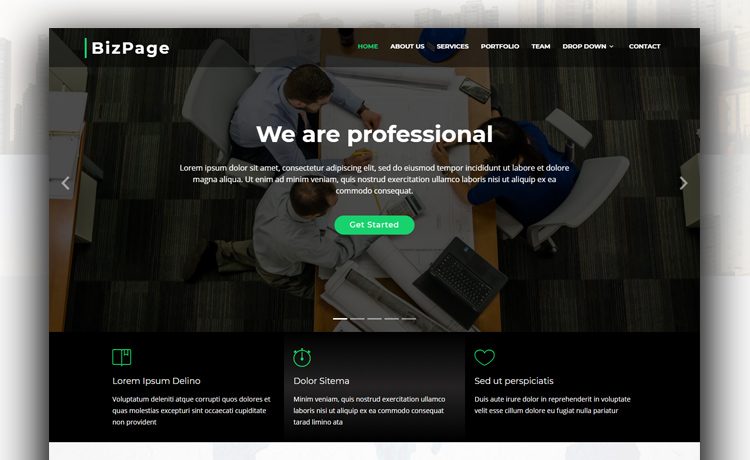 BizPage
HOME ABOUT US SERVICES PORTFOLIO TEAM DROP DOWN CONTACT
We are professional
Lorem ipsum dolor sit amet, consectetur adipiscing elit, sed do eiusmod tempor incididunt ut labore et dolore
magna aliqua. Ut enim ad minim veniam, quis nostrud exercitation ullamco laboris nisi ut aliquip ex ea
commodo consequat.
Get Started
Lorem Ipsum Delino
Voluptatum deleniti atque corrupti quos dolores et
quas molestias excepturi sint occaecati cupiditate
non provident
Dolor Sitema
Minim veniam, quis nostrud exercitation ullamco
laboris nisi ut aliquip ex ea commodo consequat
tarad limino ata
Sed ut perspiciatis
Duis aute irure dolor in reprehenderit in voluptate
velit esse cillum dolore eu fugiat nulla pariatur